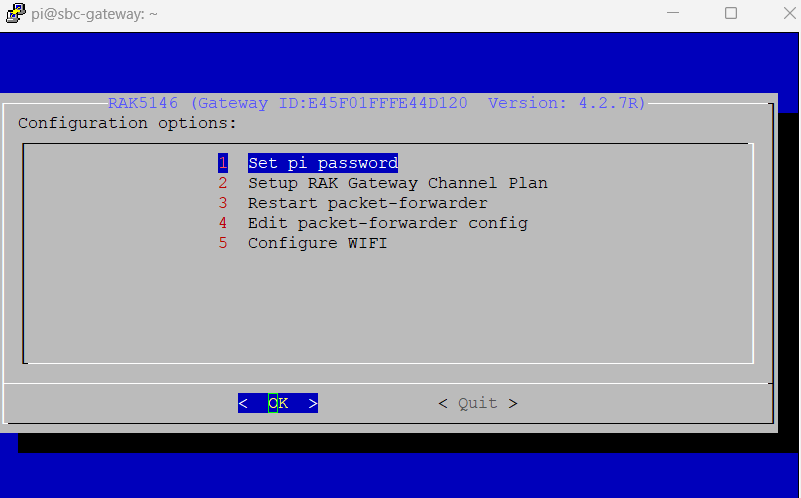 pi@sbc-gateway: ~
RAK5146 (Gateway ID:E45F01FFFE44D120  Version: 4.2.7R)
Configuration options:
1  Set pi password
2  Setup RAK Gateway Channel Plan
3  Restart packet-forwarder
4  Edit packet-forwarder config
5  Configure WIFI
<  OK  >  < Quit >